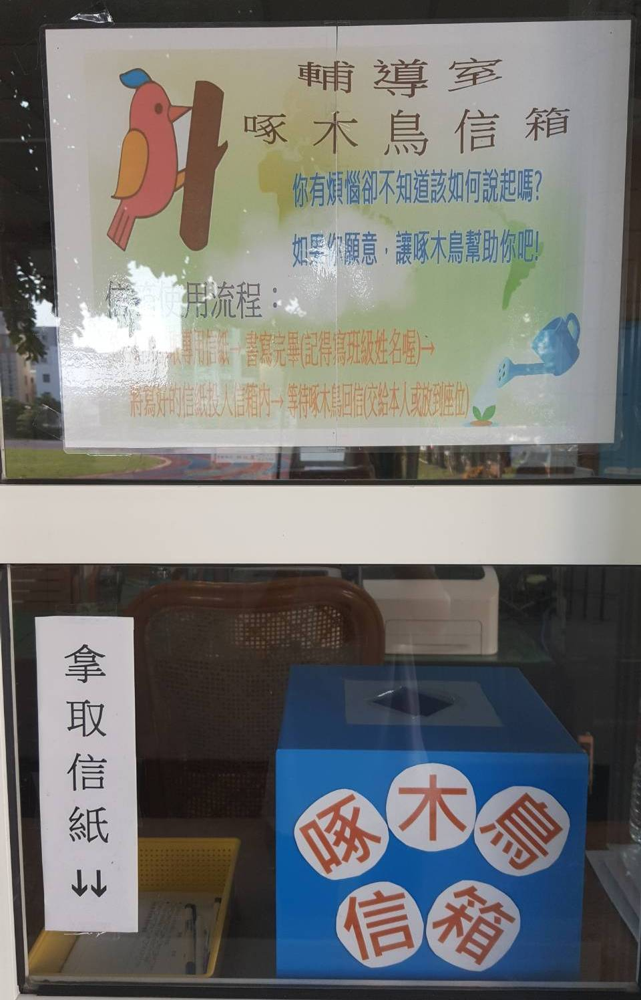 輔導室
啄木鳥信箱
你有煩惱卻不知道該如何說起嗎?
如果你願意，讓啄木鳥幫助你吧!
信箱使用流程：
專用信紙→書寫完畢(記得寫班級姓名喔)→
將寫好的信紙投入信箱內→等待啄木鳥回信(交給本人或放到座位)
拿取信紙↓↓
啄木鳥
信箱